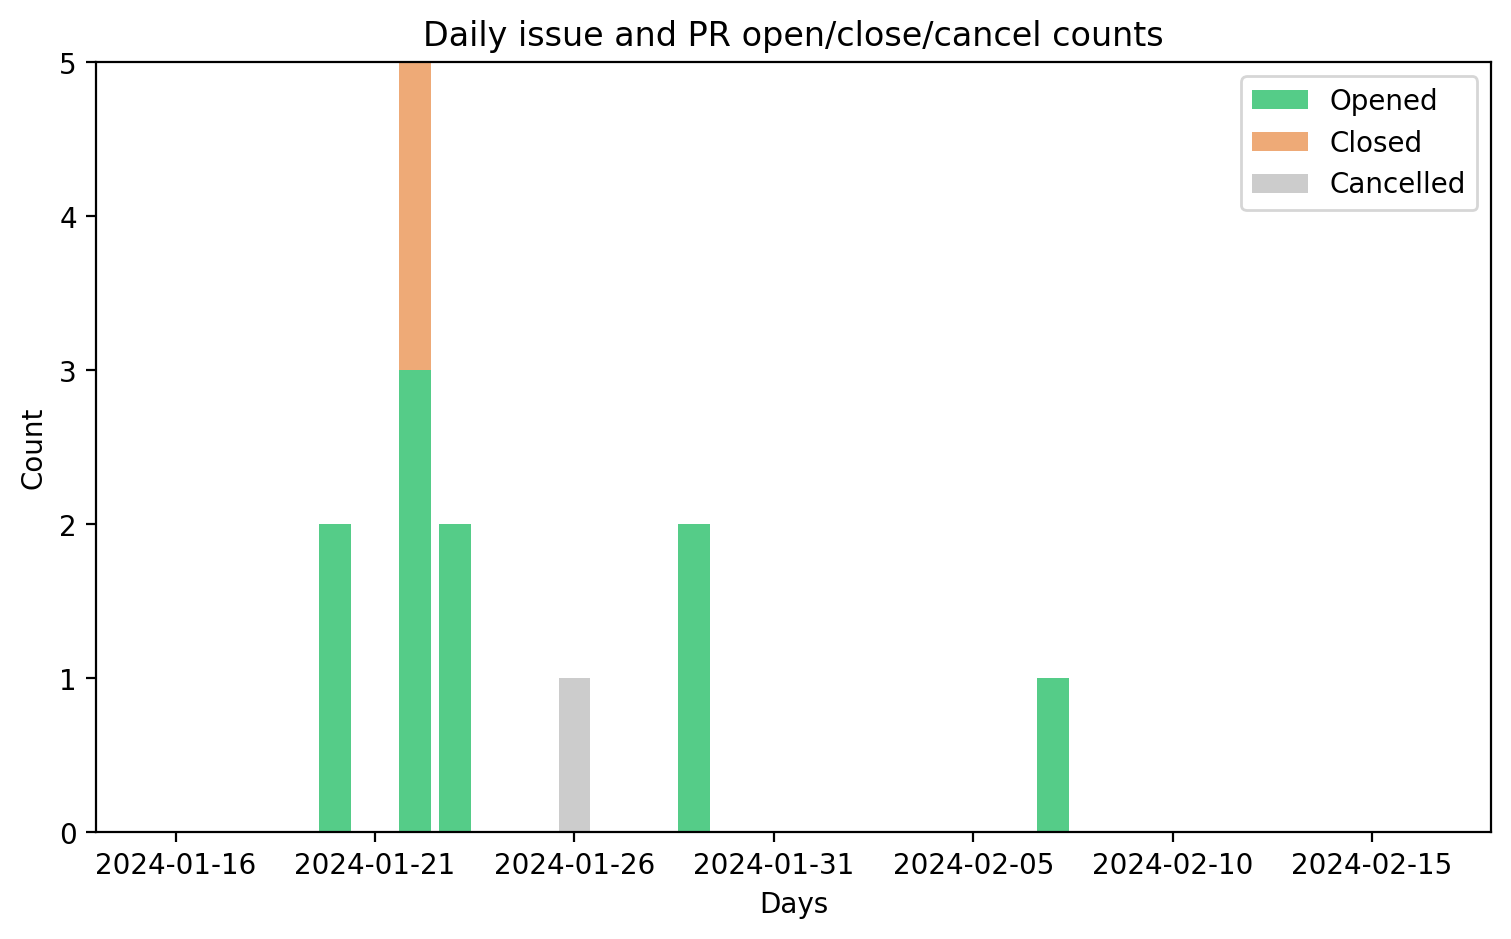 Daily issue and PR open/close/cancel counts
5
4
3
2
1
0
Count
Opened
Closed
Cancelled
2024-01-16 2024-01-21 2024-01-26 2024-01-31 2024-02-05 2024-02-10 2024-02-15
Days